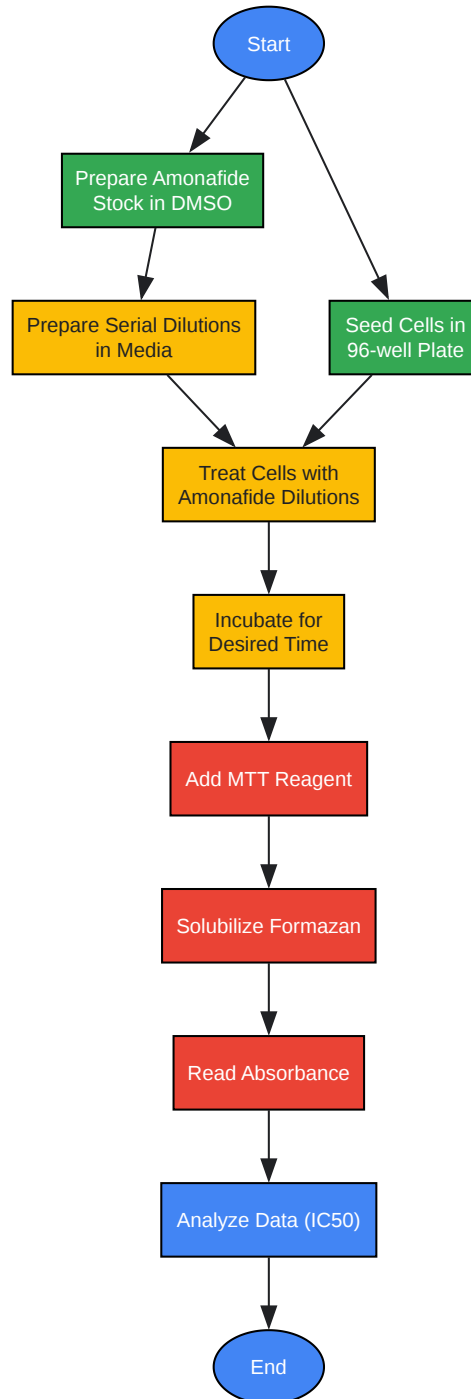 Start
Prepare Amonafide
Stock in DMSO
Prepare Serial Dilutions
in Media
Seed Cells in
96-well Plate
Treat Cells with
Amonafide Dilutions
Incubate for
Desired Time
Add MTT Reagent
Solubilize Formazan
Read Absorbance
Analyze Data (IC50)
End